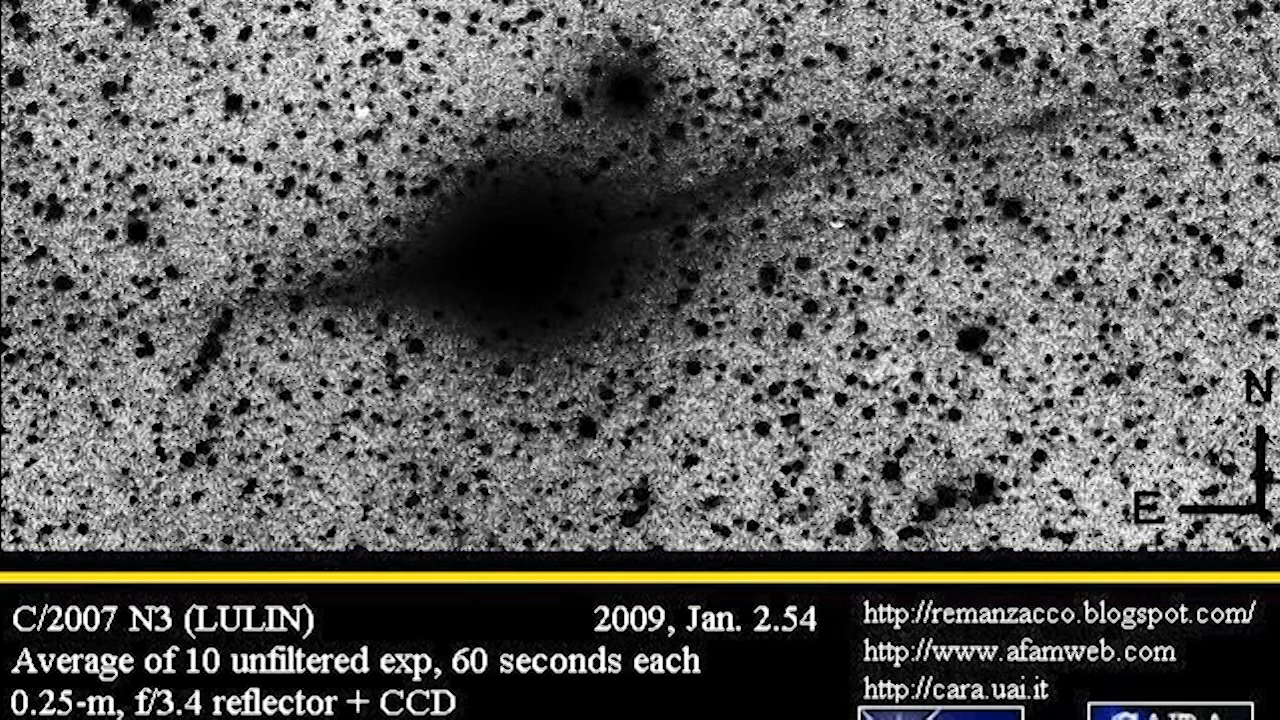 N
E
C/2007 N3 (LULIN) 2009, Jan. 2.54
Average of 10 unfiltered exp, 60 seconds each
0.25-m, f/3.4 reflector + CCD
http://remanzacco.blogspot.com/
http://www.afamweb.com
http://cara.uai.it
CARA